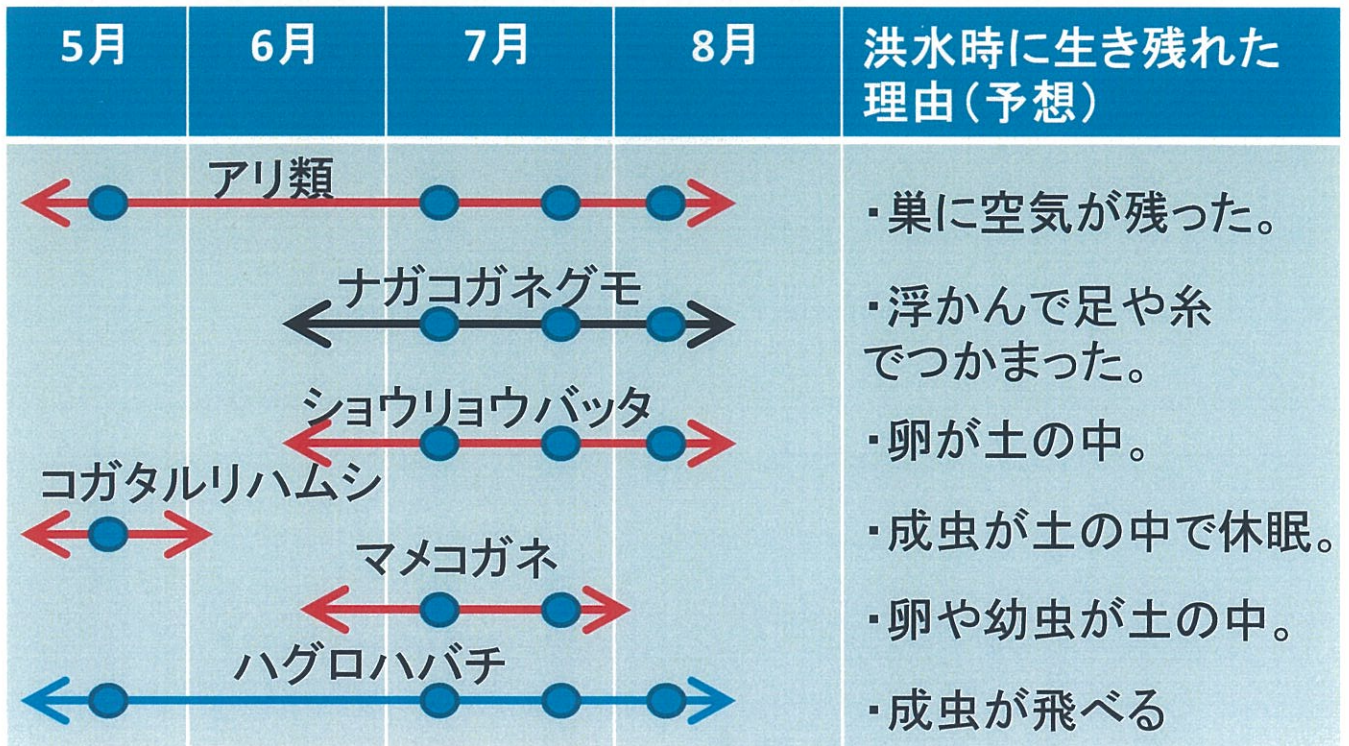 5月 6月 7月 8月 洪水時に生き残れた
理由(予想)
アリ類
・巣に空気が残った。
ナガコガネグモ
・浮かんで足や糸
でつかまった。
ショウリョウバッタ
・卵が土の中。
コガタルリハムシ
・成虫が土の中で休眠。
マメコガネ
・卵や幼虫が土の中。
ハグロハバチ
・成虫が飛べる